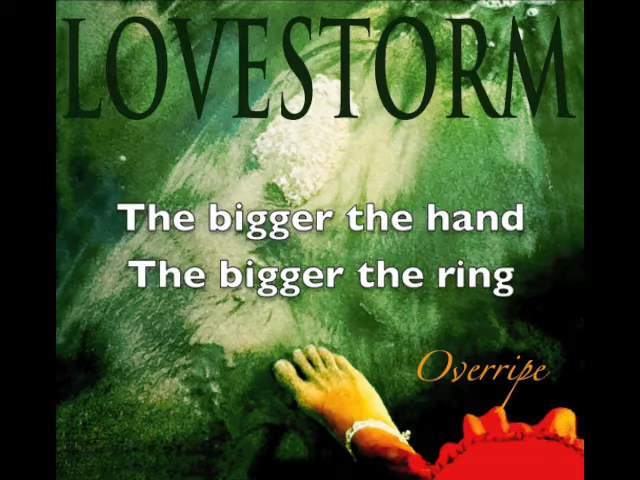 LOVESTORM
The bigger the hand
The bigger the ring
Overripe